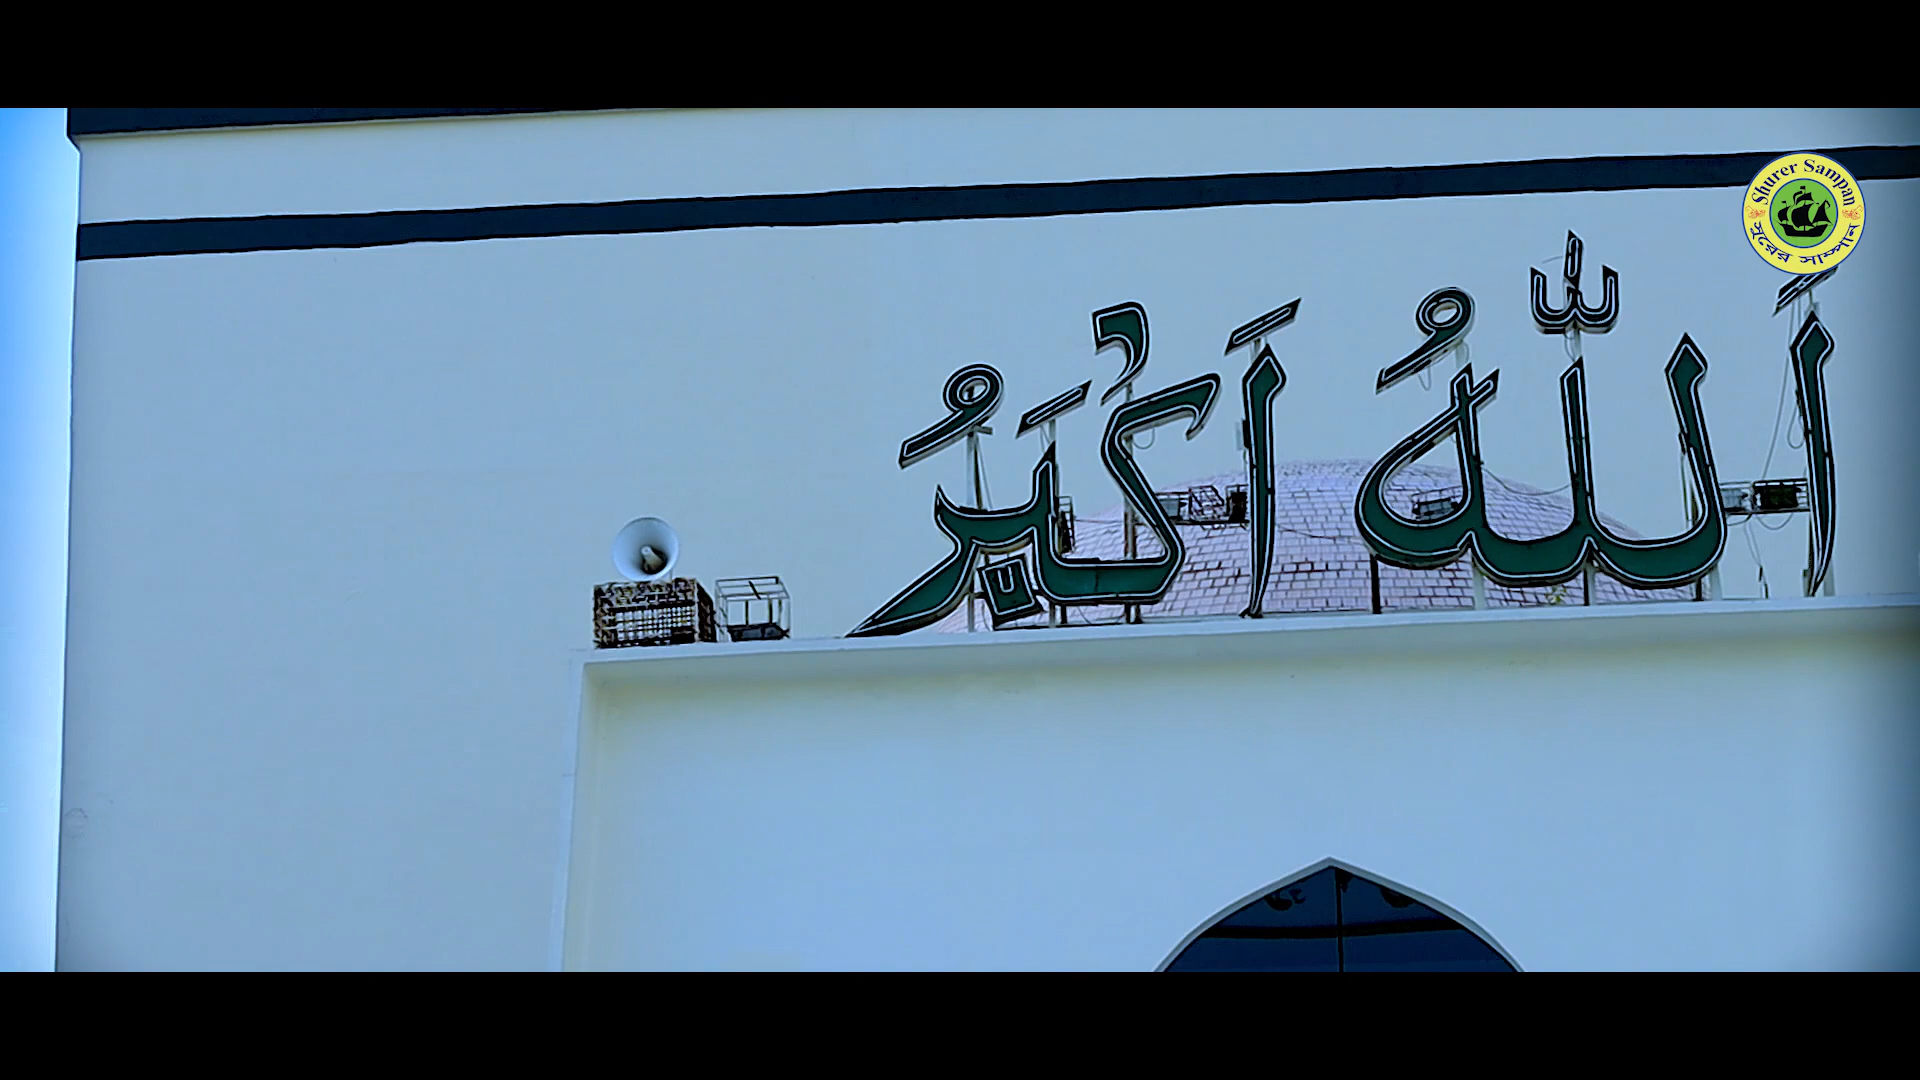 اَللّٰهُ اَكْبَرُ
Shurer Sampan
সুরের সাম্পান